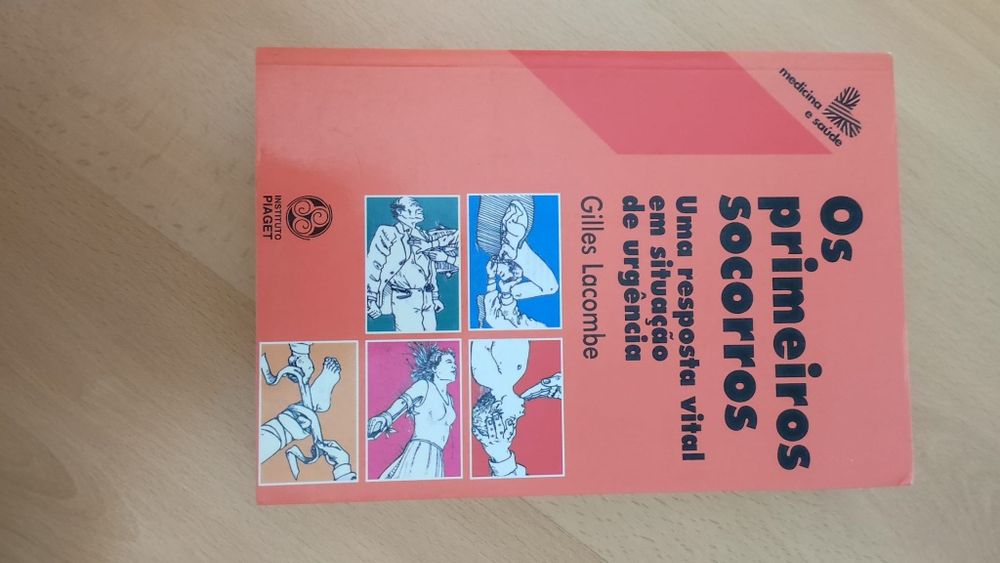 medicina
e saúde
Os
primeiros
socorros
Uma resposta vital
em situação
de urgência
Gilles Lacombe
INSTITUTO
PIAGET